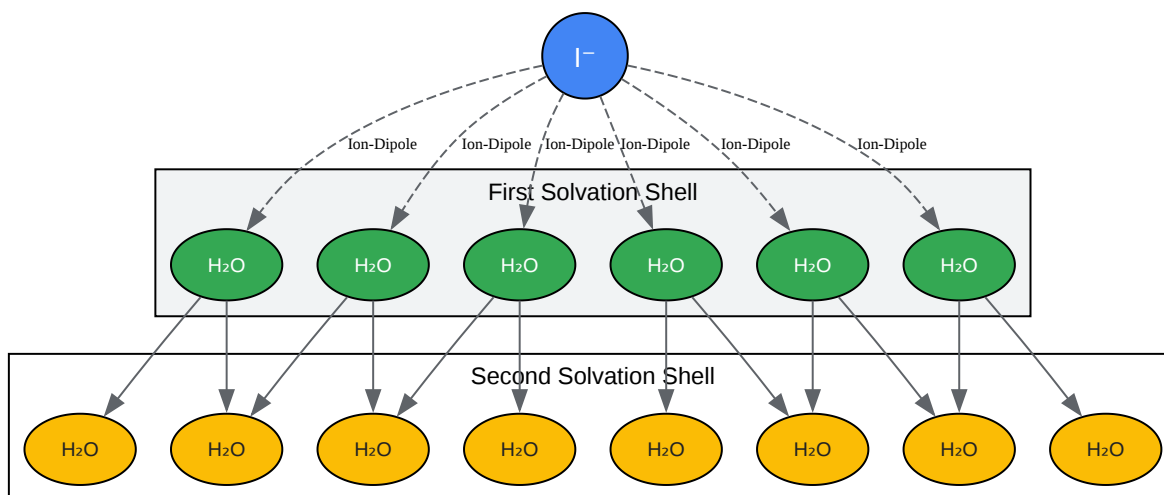 I⁻
Ion-Dipole Ion-Dipole Ion-Dipole Ion-Dipole Ion-Dipole Ion-Dipole
First Solvation Shell
H₂O H₂O H₂O H₂O H₂O H₂O
Second Solvation Shell
H₂O H₂O H₂O H₂O H₂O H₂O H₂O H₂O